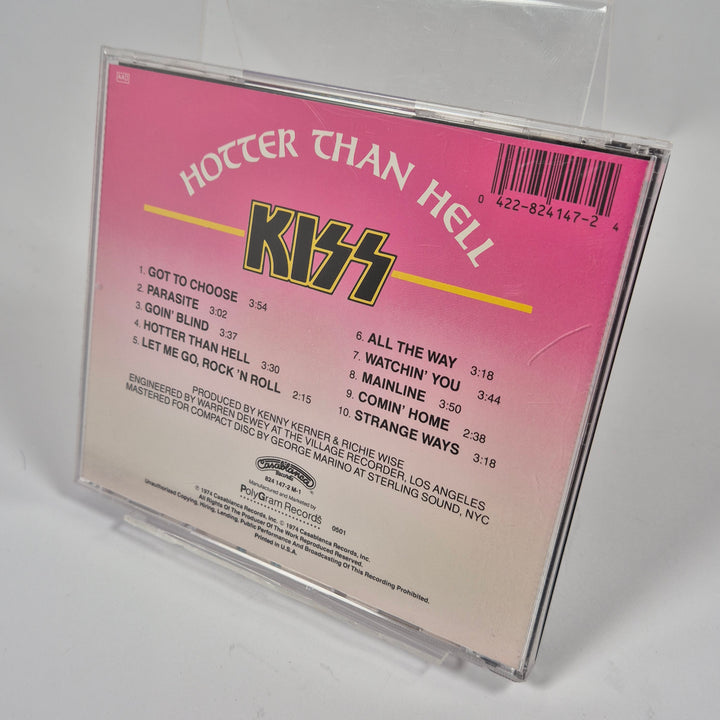 AAD
HOTTER THAN HELL
0 422-824147-2 4
KISS
1. GOT TO CHOOSE 3:54
2. PARASITE 3:02
3. GOIN' BLIND 3:37
4. HOTTER THAN HELL 3:30
5. LET ME GO, ROCK 'N ROLL 2:15
6. ALL THE WAY 3:18
7. WATCHIN' YOU 3:44
8. MAINLINE 3:50
9. COMIN' HOME 2:38
10. STRANGE WAYS 3:18
PRODUCED BY KENNY KERNER & RICHIE WISE
ENGINEERED BY WARREN DEWEY AT THE VILLAGE RECORDER, LOS ANGELES
MASTERED FOR COMPACT DISC BY GEORGE MARINO AT STERLING SOUND, NYC
Casablanca
Records
824 147-2 M-1
Manufactured and Marketed by
PolyGram Records
0501
℗ 1974 Casablanca Records, Inc. © 1974 Casablanca Records, Inc.
All Rights Of The Producer Of The Work Reproduced Reserved.
Unauthorized Copying, Hiring, Lending, Public Performance And Broadcasting Of This Recording Prohibited.
Printed in U.S.A.